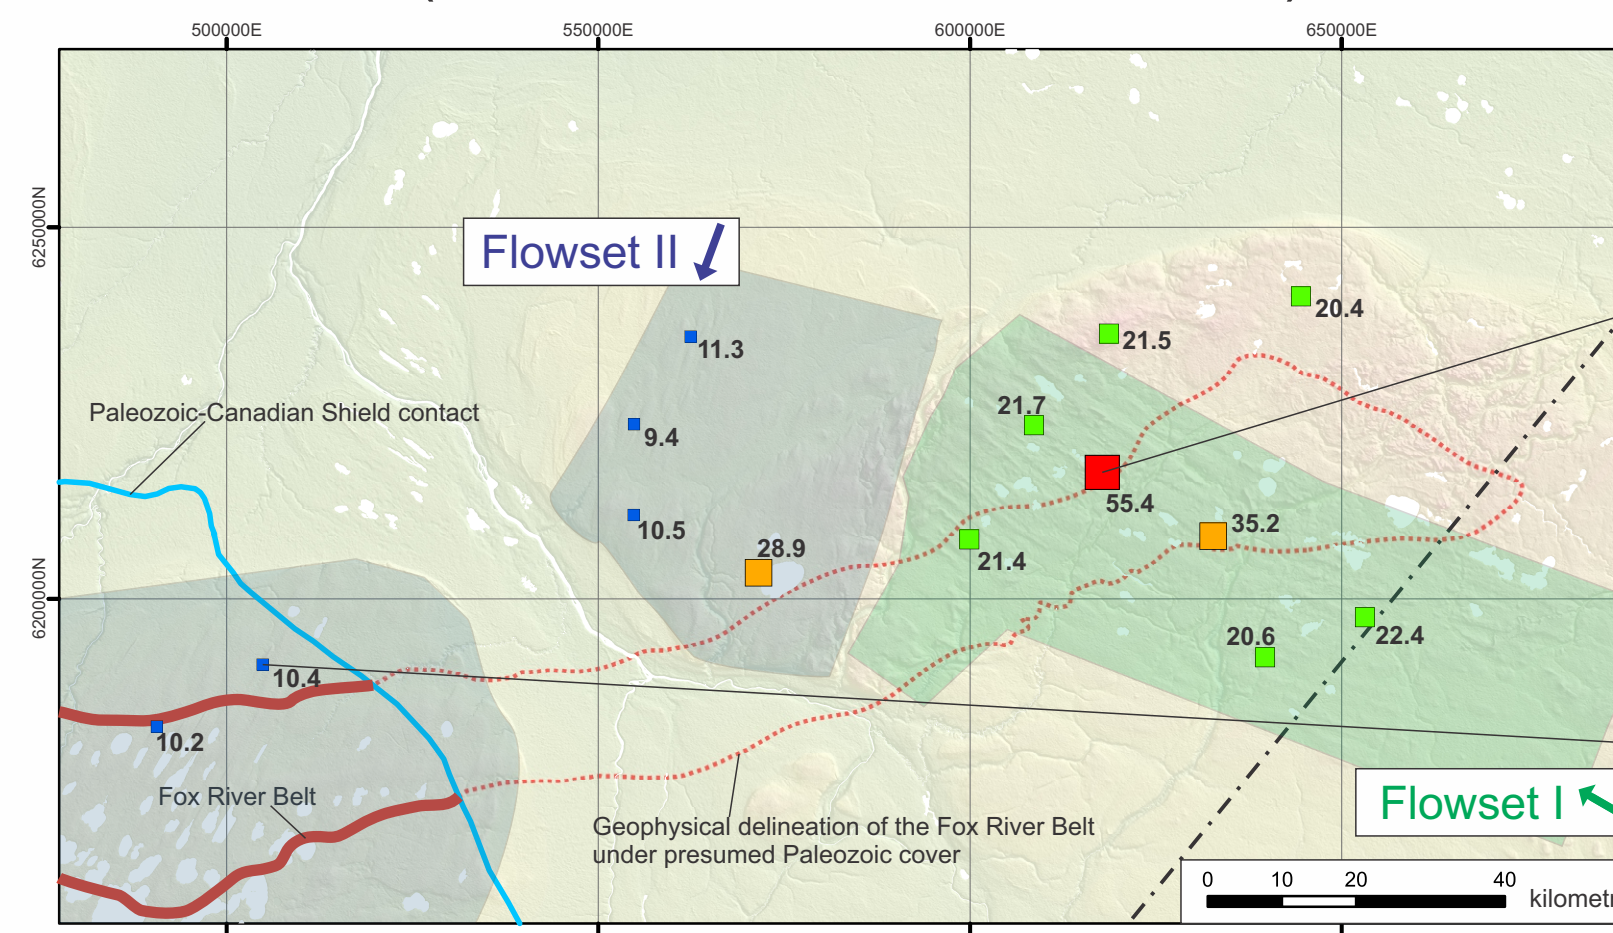 500000E
550000E
600000E
650000E
6250000N
Flowset II
20.4
21.5
11.3
21.7
Paleozoic-Canadian Shield contact
9.4
55.4
10.5
35.2
28.9
21.4
6200000N
20.6
22.4
10.4
10.2
Fox River Belt
Flowset I
Geophysical delineation of the Fox River Belt
under presumed Paleozoic cover
0 10 20 40
kilometr